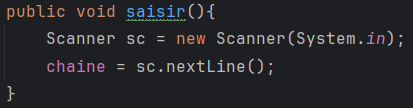 public void saisir(){
    Scanner sc = new Scanner(System.in);
    chaine = sc.nextLine();
}